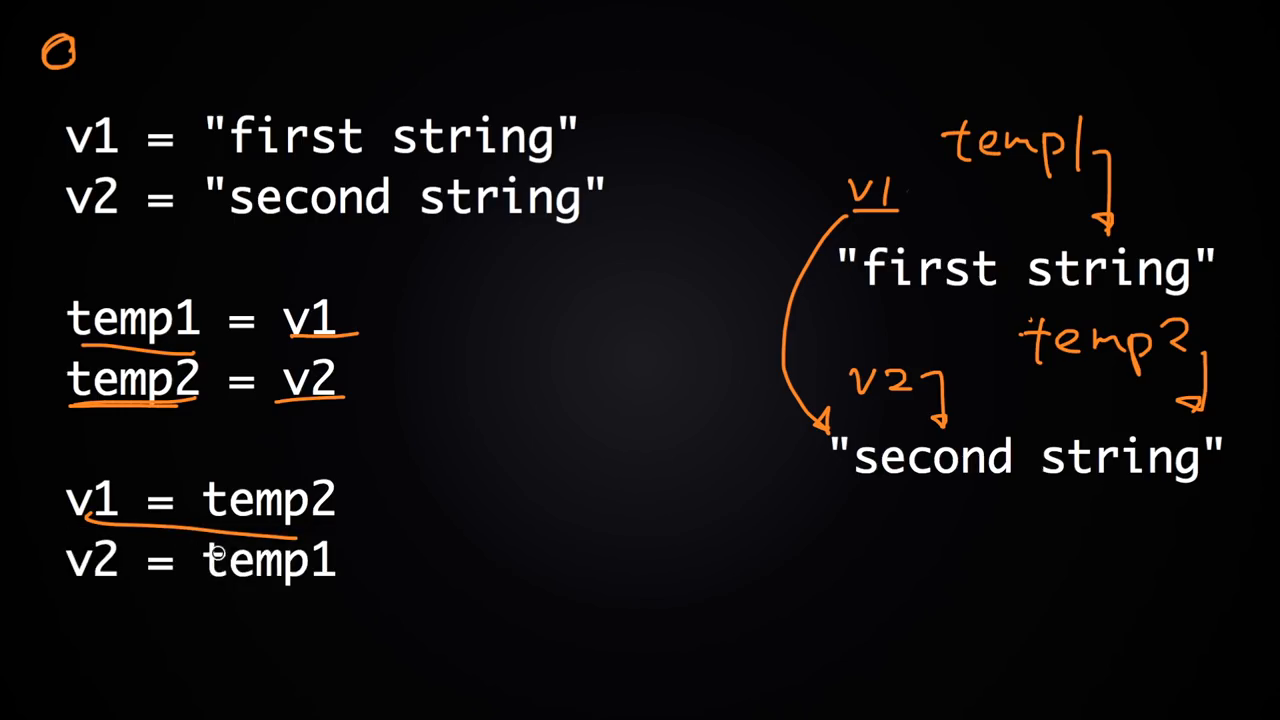 v1 = "first string"
v2 = "second string"
temp1 = v1
temp2 = v2
v1 = temp2
v2 = temp1
temp1
v1
"first string"
temp2
v2
"second string"